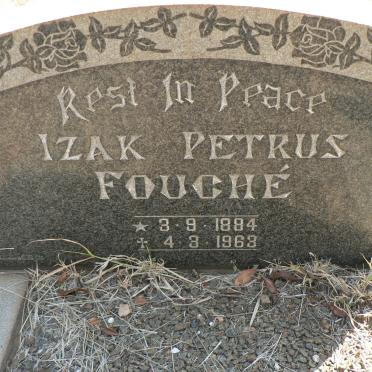 Rest In Peace
IZAK PETRUS
FOUCHÉ
★ 3-9-1884
✝ 4-3-1963